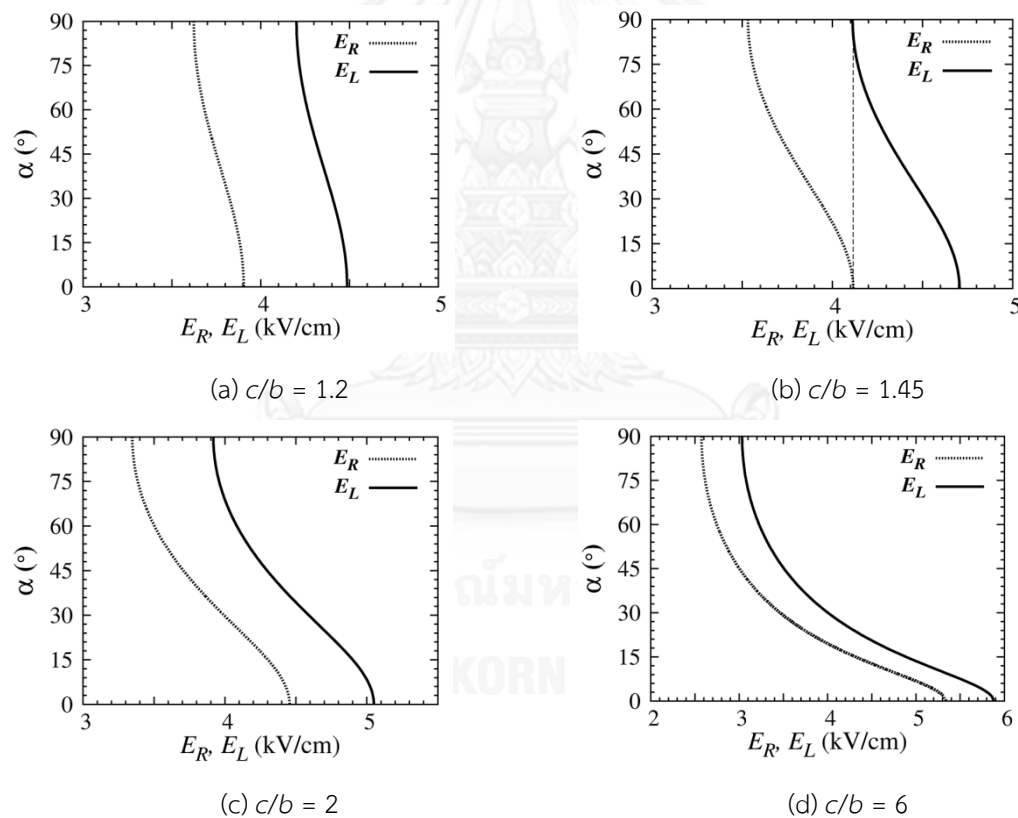 90
75
60
45
30
15
0
α (°)
E_R
E_L
3 4 5
E_R, E_L (kV/cm)
(a) c/b = 1.2
90
75
60
45
30
15
0
α (°)
E_R
E_L
3 4 5
E_R, E_L (kV/cm)
(b) c/b = 1.45
90
75
60
45
30
15
0
α (°)
E_R
E_L
3 4 5
E_R, E_L (kV/cm)
(c) c/b = 2
90
75
60
45
30
15
0
α (°)
E_R
E_L
2 3 4 5 6
E_R, E_L (kV/cm)
(d) c/b = 6
KORN